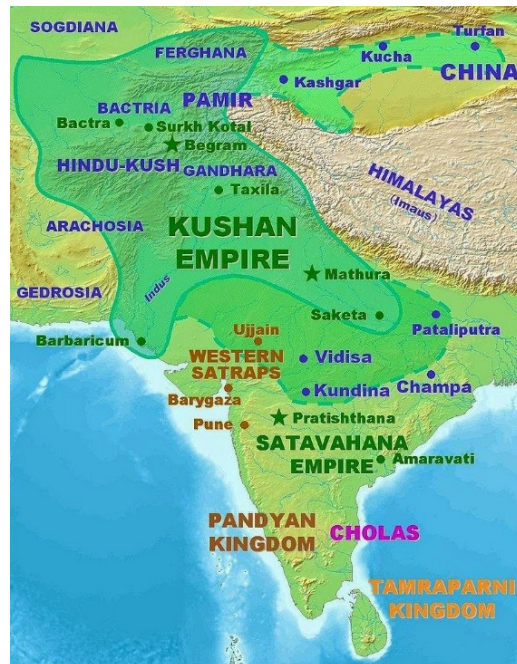 SOGDIANA
Turfan
FERGHANA
Kucha
CHINA
Kashgar
PAMIR
BACTRIA
Bactra
Surkh Kotal
Begram
HINDU-KUSH
GANDHARA
Taxila
HIMALAYAS
(Imaus)
ARACHOSIA
KUSHAN
EMPIRE
Mathura
GEDROSIA
Indus
Saketa
Pataliputra
Barbaricum
Ujjain
WESTERN
SATRAPS
Vidisa
Kundina
Champa
Barygaza
Pratishthana
Pune
SATAVAHANA
EMPIRE
Amaravati
PANDYAN
KINGDOM
CHOLAS
TAMRAPARNI
KINGDOM